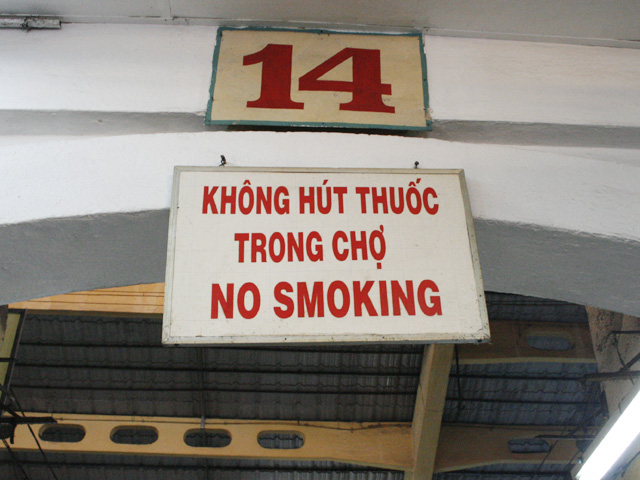 14
KHÔNG HÚT THUỐC
TRONG CHỢ
NO SMOKING